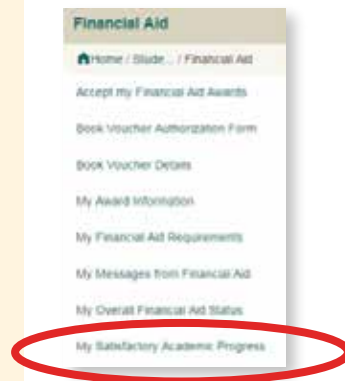 Financial Aid
Home / Stude... / Financial Aid
Accept my Financial Aid Awards
Book Voucher Authorization Form
Book Voucher Details
My Award Information
My Financial Aid Requirements
My Messages from Financial Aid
My Overall Financial Aid Status
My Satisfactory Academic Progress